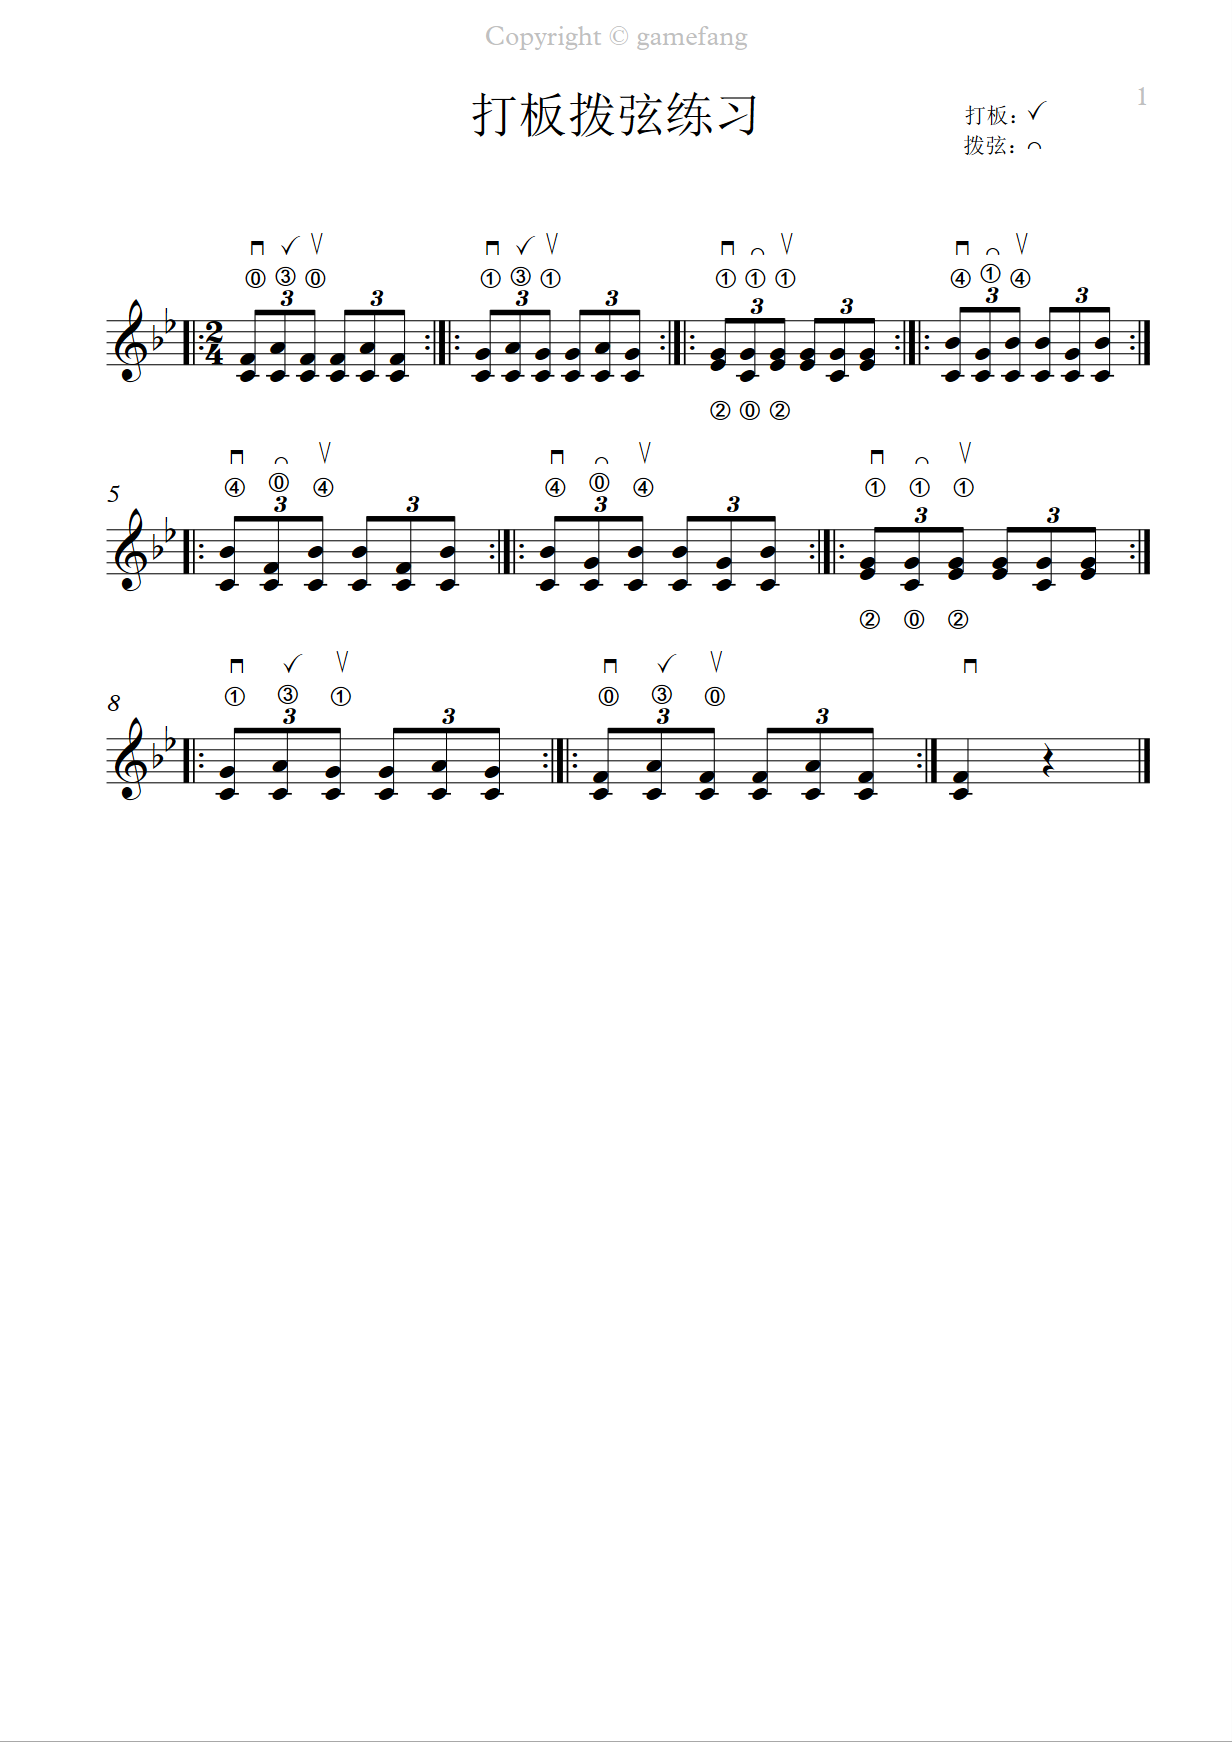 Copyright © gamefang
1
打板拨弦练习
打板：✓
拨弦：⌒
⓪ ③ ⓪ ① ③ ① ① ① ① ④ ① ④
3 3 3 3 3 3 3 3
2
4
② ⓪ ②
④ ⓪ ④ ④ ⓪ ④ ① ① ①
5
3 3 3 3 3 3
② ⓪ ②
① ③ ① ⓪ ③ ⓪
8
3 3 3 3